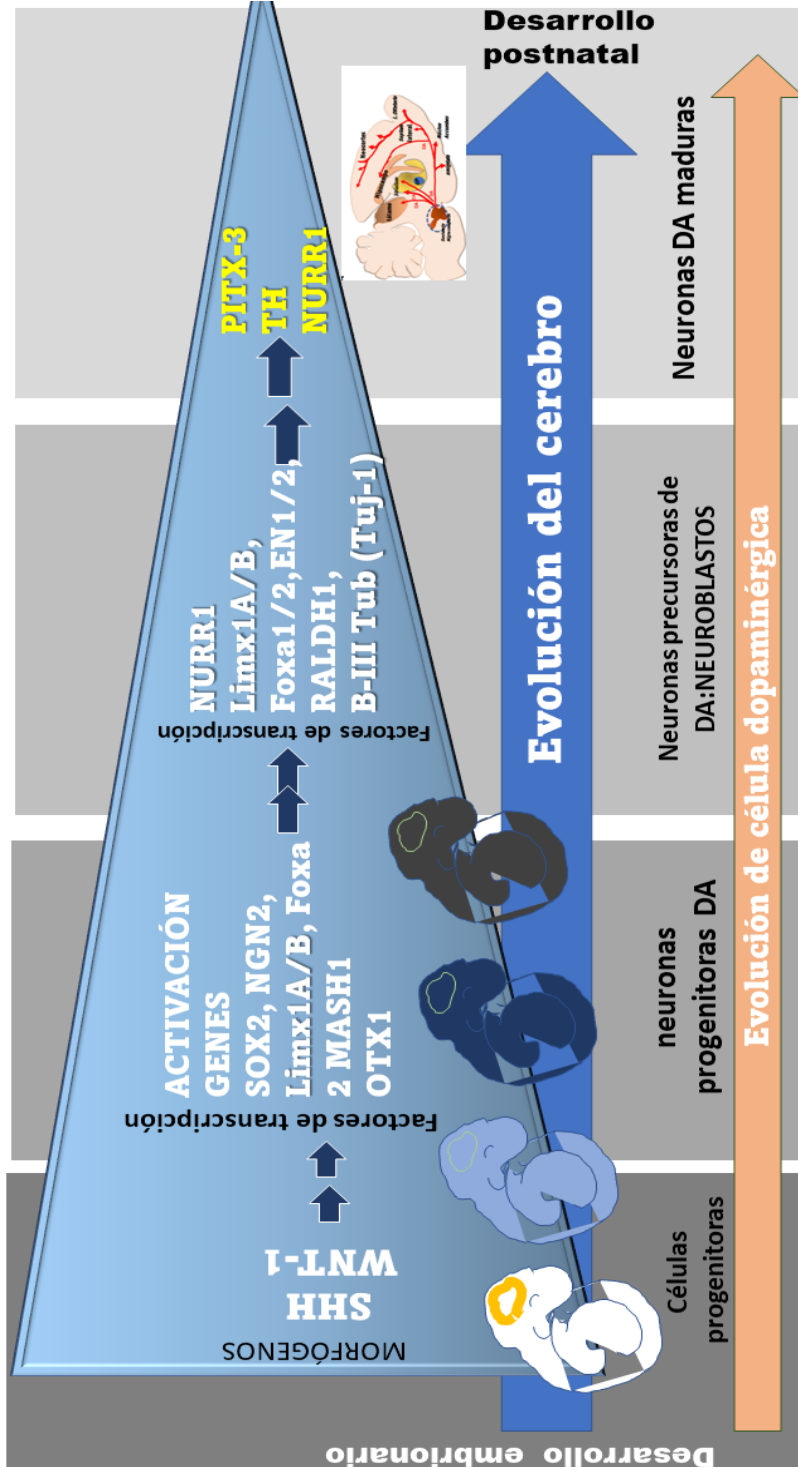 Desarrollo
postnatal
MORFÓGENOS
SHH
WNT-1
Factores de transcripción
ACTIVACIÓN
GENES
SOX2, NGN2,
Limx1A/B, Foxa
2 MASH1
OTX1
Factores de transcripción
NURR1
Limx1A/B,
Foxa1/2,EN1/2,
RALDH1,
B-III Tub (Tuj-1)
PITX-3
TH
NURR1
Evolución del cerebro
Desarrollo embrionario
Células
progenitoras
neuronas
progenitoras DA
Neuronas precursoras de
DA:NEUROBLASTOS
Neuronas DA maduras
Evolución de célula dopaminérgica